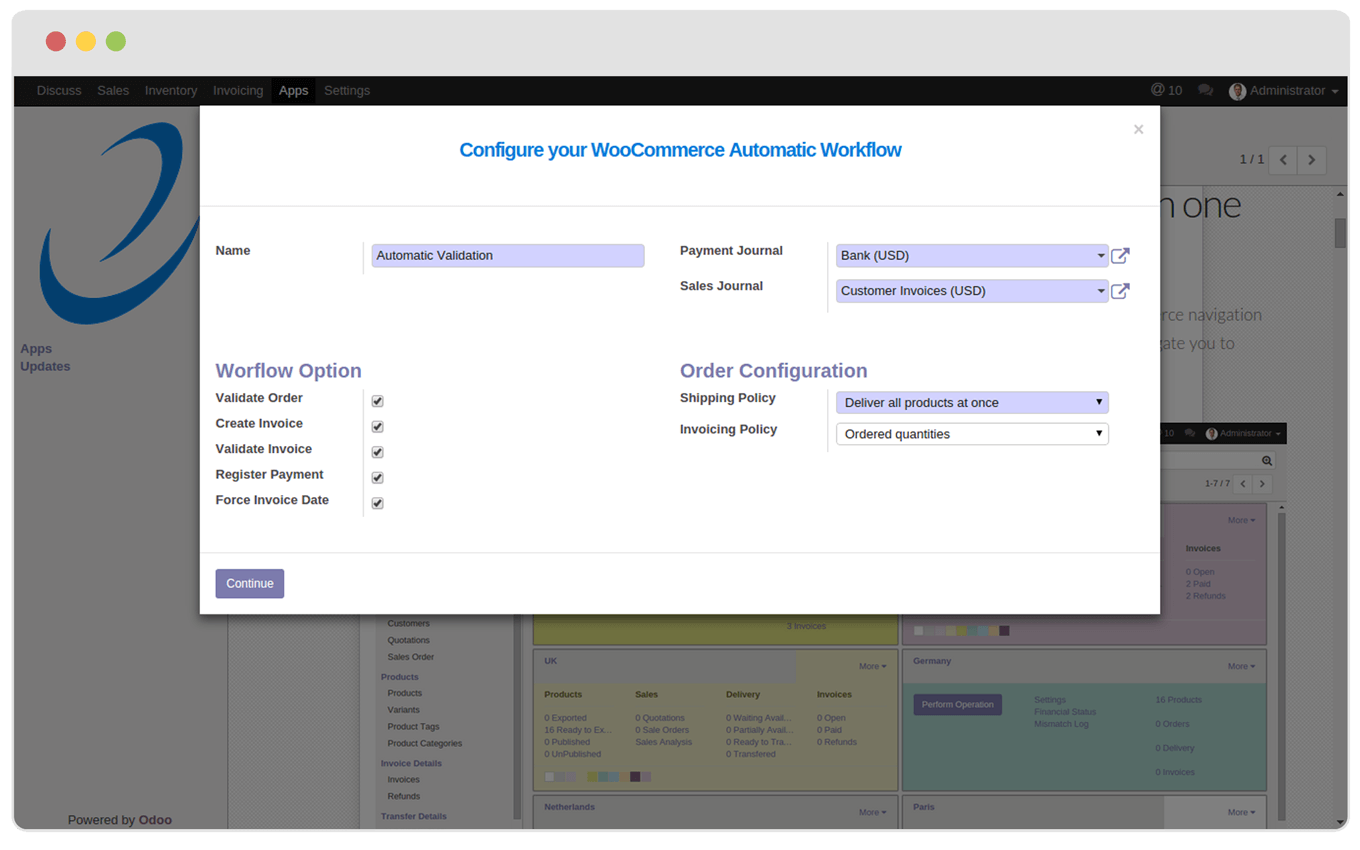 Discuss Sales Inventory Invoicing Apps Settings @ 10 Administrator
×
Configure your WooCommerce Automatic Workflow
1 / 1
n one
Name
Automatic Validation
Payment Journal
Bank (USD)
Sales Journal
Customer Invoices (USD)
rce navigation
gate you to
Apps
Updates
Worflow Option
Validate Order
Create Invoice
Validate Invoice
Register Payment
Force Invoice Date
Order Configuration
Shipping Policy
Deliver all products at once
Invoicing Policy
Ordered quantities
10 Administrator
1-7 / 7
More
Invoices
0 Open
2 Paid
2 Refunds
Continue
3 Invoices
Customers
Quotations
Sales Order
Products
Products
Variants
Product Tags
Product Categories
Invoice Details
Invoices
Refunds
Transfer Details
UK
More
Products Sales Delivery Invoices
0 Exported 0 Quotations 0 Waiting Avail... 0 Open
16 Ready to Ex... 0 Sale Orders 0 Partially Avail... 0 Paid
0 Published Sales Analysis 0 Ready to Tra... 0 Refunds
0 UnPublished 0 Transfered
Germany
More
Perform Operation
Settings
Financial Status
Mismatch Log
16 Products
0 Orders
0 Delivery
0 Invoices
Netherlands
More
Paris
More
Powered by Odoo